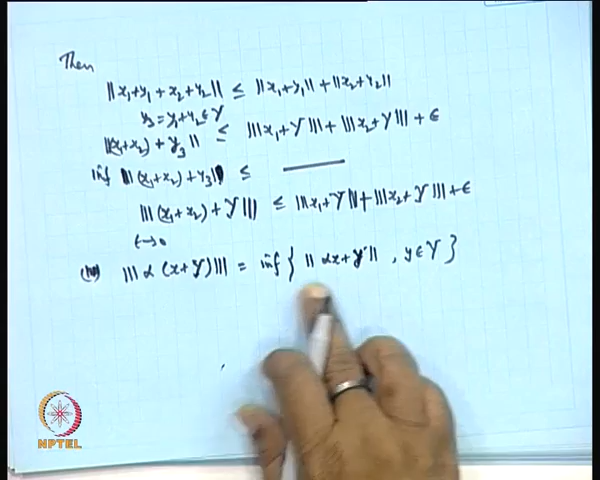 Then
||x₁+y₁ + x₂+y₂|| ≤ ||x₁+y₁|| + ||x₂+y₂||
y₃ = y₁+y₂ ∈ Y
||(x₁+x₂) + y₃|| ≤ |||x₁+Y||| + |||x₂+Y||| + ε
inf ||(x₁+x₂)+y₃|| ≤ ———
|||(x₁+x₂) + Y||| ≤ |||x₁+Y||| + |||x₂+Y||| + ε
ε→0
(iv) |||α(x+Y)||| = inf { ||αx+y'|| , y∈Y }
NPTEL